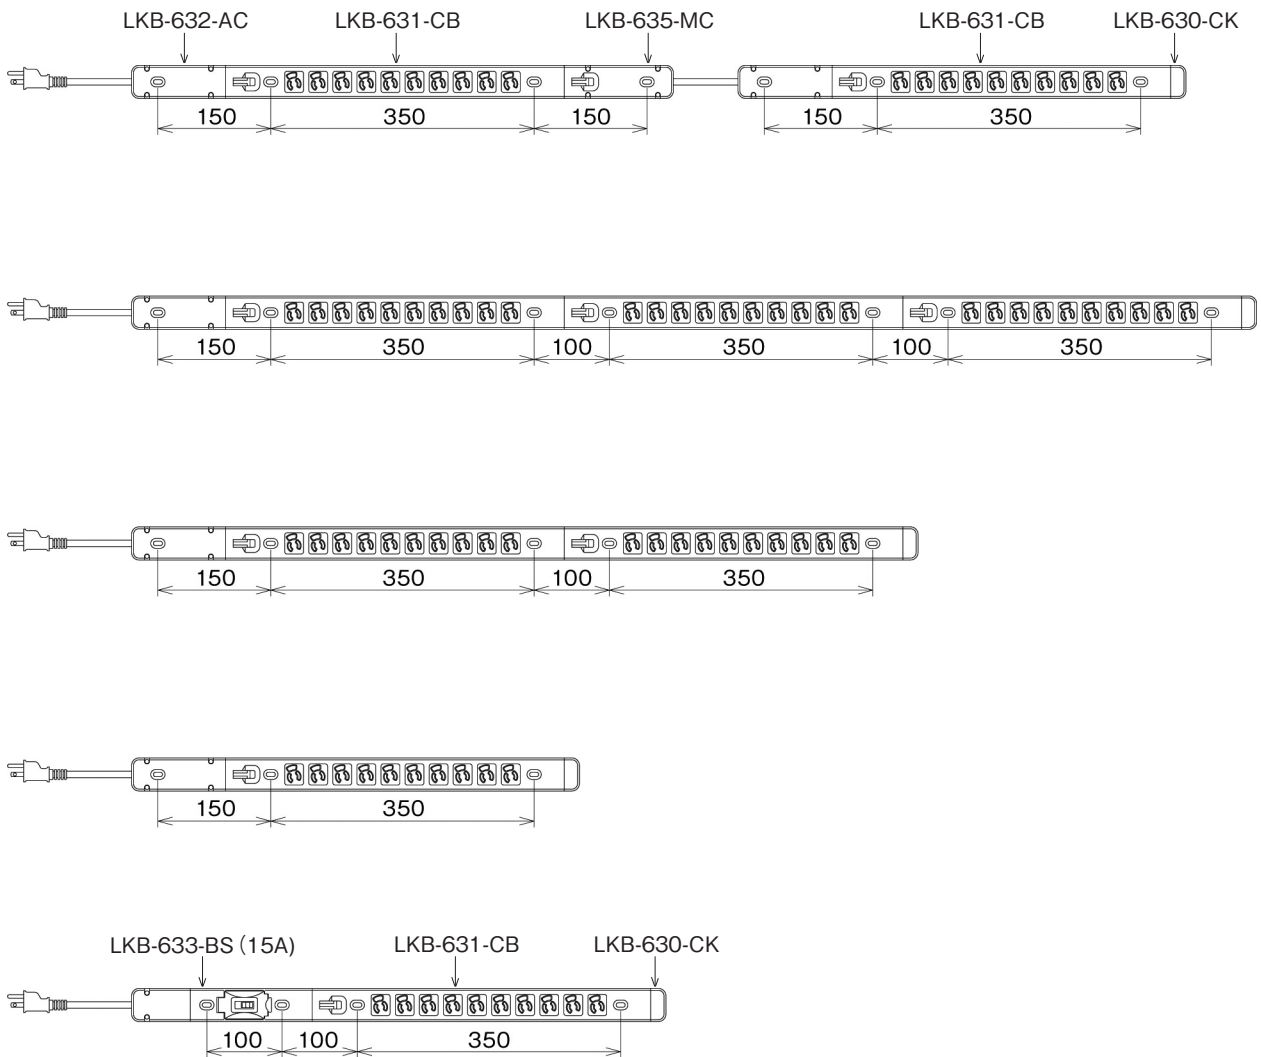 LKB-632-AC LKB-631-CB LKB-635-MC LKB-631-CB LKB-630-CK
150 350 150 150 350
150 350 100 350 100 350
150 350 100 350
150 350
LKB-633-BS（15A） LKB-631-CB LKB-630-CK
100 100 350